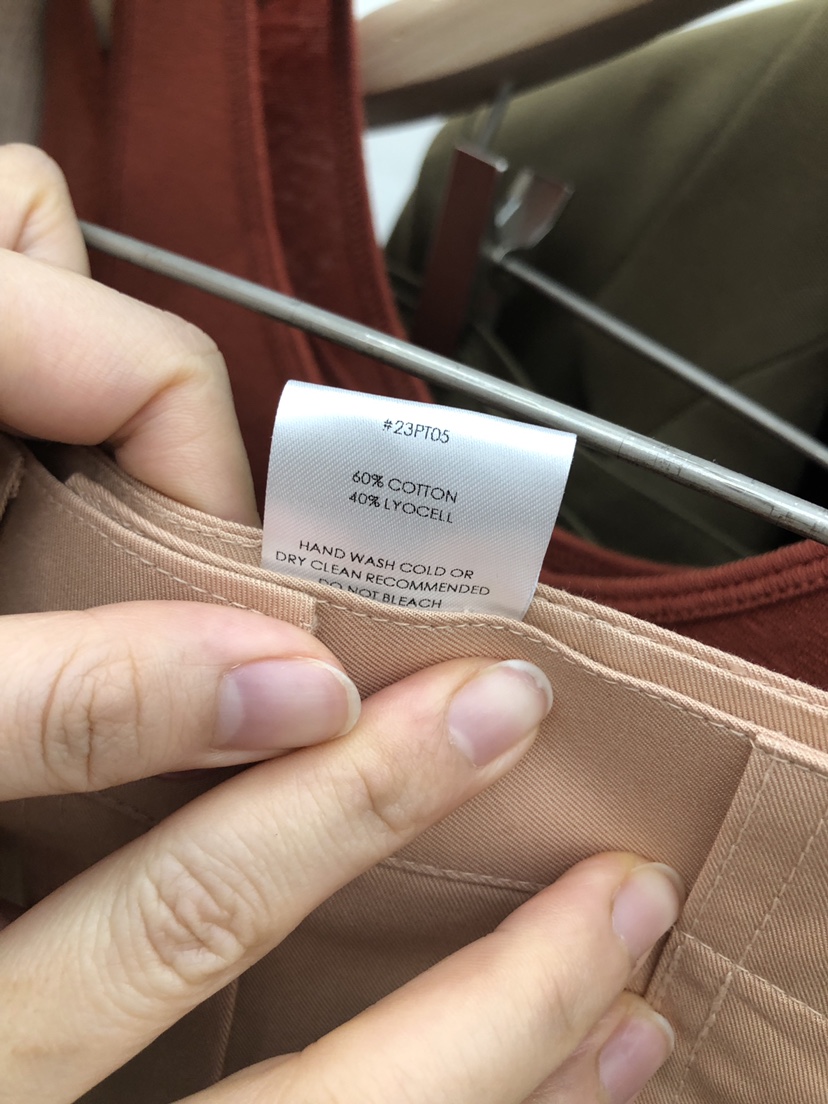 #23PT05
60% COTTON
40% LYOCELL
HAND WASH COLD OR
DRY CLEAN RECOMMENDED
DO NOT BLEACH